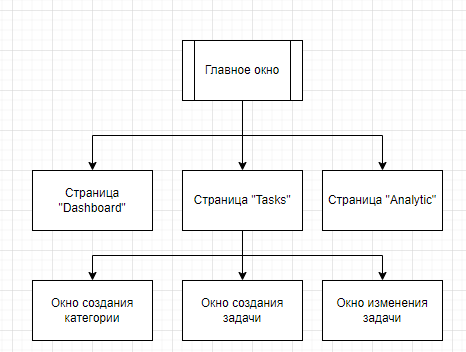 Главное окно
Страница
"Dashboard"
Страница "Tasks"
Страница "Analytic"
Окно создания
категории
Окно создания
задачи
Окно изменения
задачи